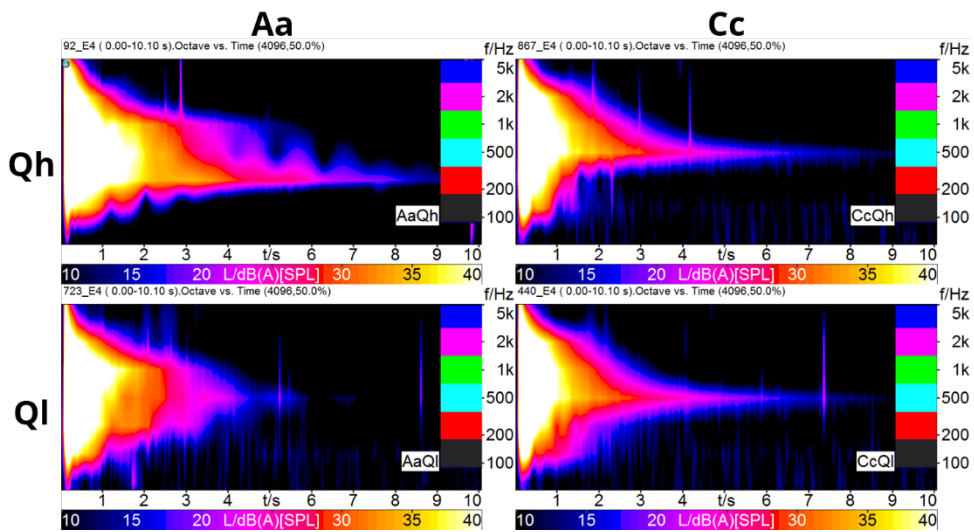 Aa Cc
92_E4 ( 0.00-10.10 s).Octave vs. Time (4096,50.0%) f/Hz
5k
2k
1k
500
200
100
Qh
AaQh
1 2 3 4 t/s 6 7 8 9 10
10 15 20 L/dB(A)[SPL] 30 35 40
867_E4 ( 0.00-10.10 s).Octave vs. Time (4096,50.0%) f/Hz
5k
2k
1k
500
200
100
CcQh
1 2 3 4 t/s 6 7 8 9 10
10 15 20 L/dB(A)[SPL] 30 35 40
723_E4 ( 0.00-10.10 s).Octave vs. Time (4096,50.0%) f/Hz
5k
2k
1k
500
200
100
Ql
AaQl
1 2 3 4 t/s 6 7 8 9 10
10 15 20 L/dB(A)[SPL] 30 35 40
440_E4 ( 0.00-10.10 s).Octave vs. Time (4096,50.0%) f/Hz
5k
2k
1k
500
200
100
CcQl
1 2 3 4 t/s 6 7 8 9 10
10 15 20 L/dB(A)[SPL] 30 35 40